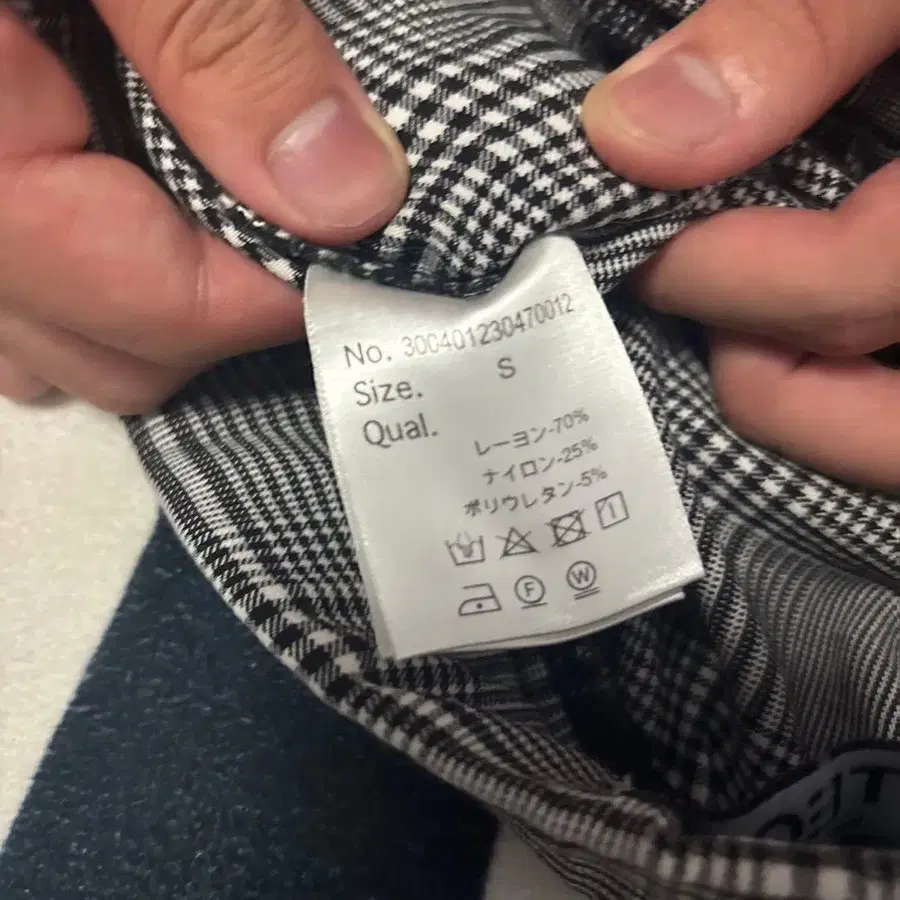 No. 300401230470012
Size. S
Qual.
レーヨン-70%
ナイロン-25%
ポリウレタン-5%
F W